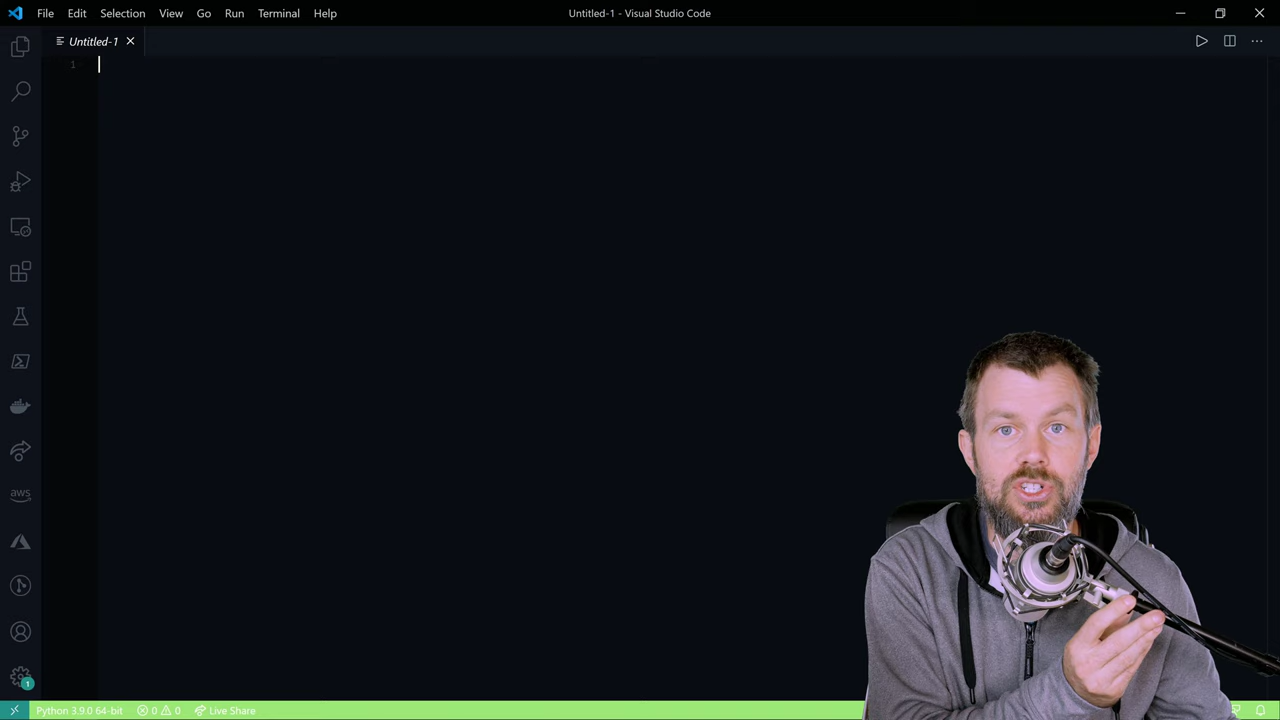 File Edit Selection View Go Run Terminal Help
Untitled-1 - Visual Studio Code
Untitled-1
1
aws
1
Python 3.9.0 64-bit 0 0 Live Share